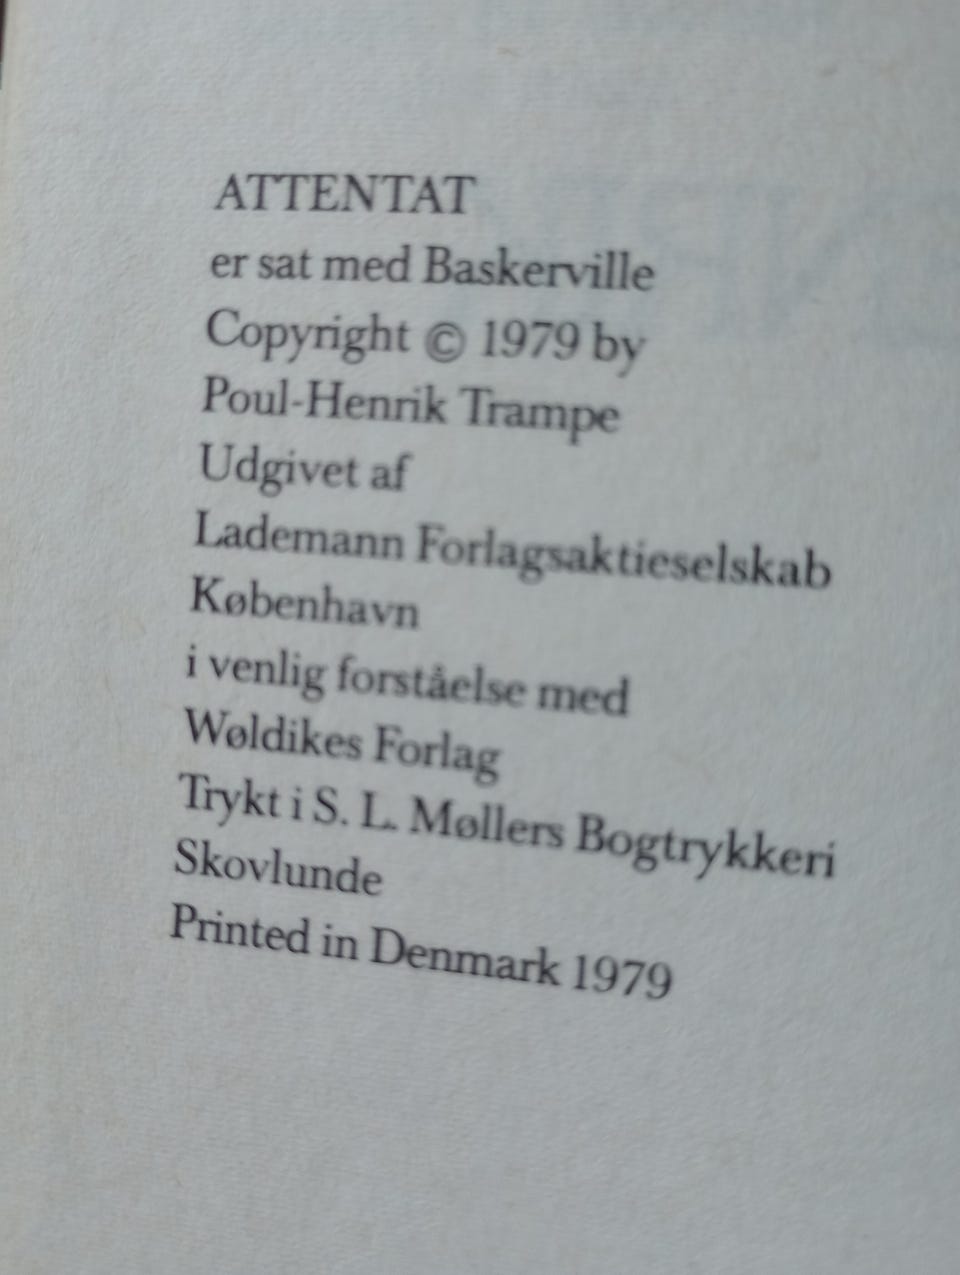 ATTENTAT
er sat med Baskerville
Copyright © 1979 by
Poul-Henrik Trampe
Udgivet af
Lademann Forlagsaktieselskab
København
i venlig forståelse med
Wøldikes Forlag
Trykt i S. L. Møllers Bogtrykkeri
Skovlunde
Printed in Denmark 1979